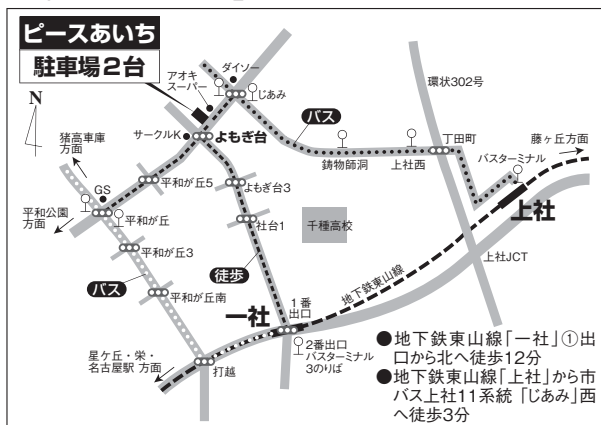 ピースあいち
駐車場2台
N
アオキ
スーパー
ダイソー
じあみ
バス
環状302号
猪高車庫
方面
サークルK
よもぎ台
鋳物師洞
上社西
丁田町
藤ヶ丘方面
バスターミナル
上社
GS
平和が丘5
よもぎ台3
平和公園
方面
平和が丘
社台1
千種高校
平和が丘3
バス
徒歩
上社JCT
平和が丘南
地下鉄東山線
一社
1番
出口
2番出口
バスターミナル
3のりば
星ケ丘・栄・
名古屋駅 方面
打越
●地下鉄東山線「一社」①出
口から北へ徒歩12分
●地下鉄東山線「上社」から市
バス上社11系統 「じあみ」西
へ徒歩3分